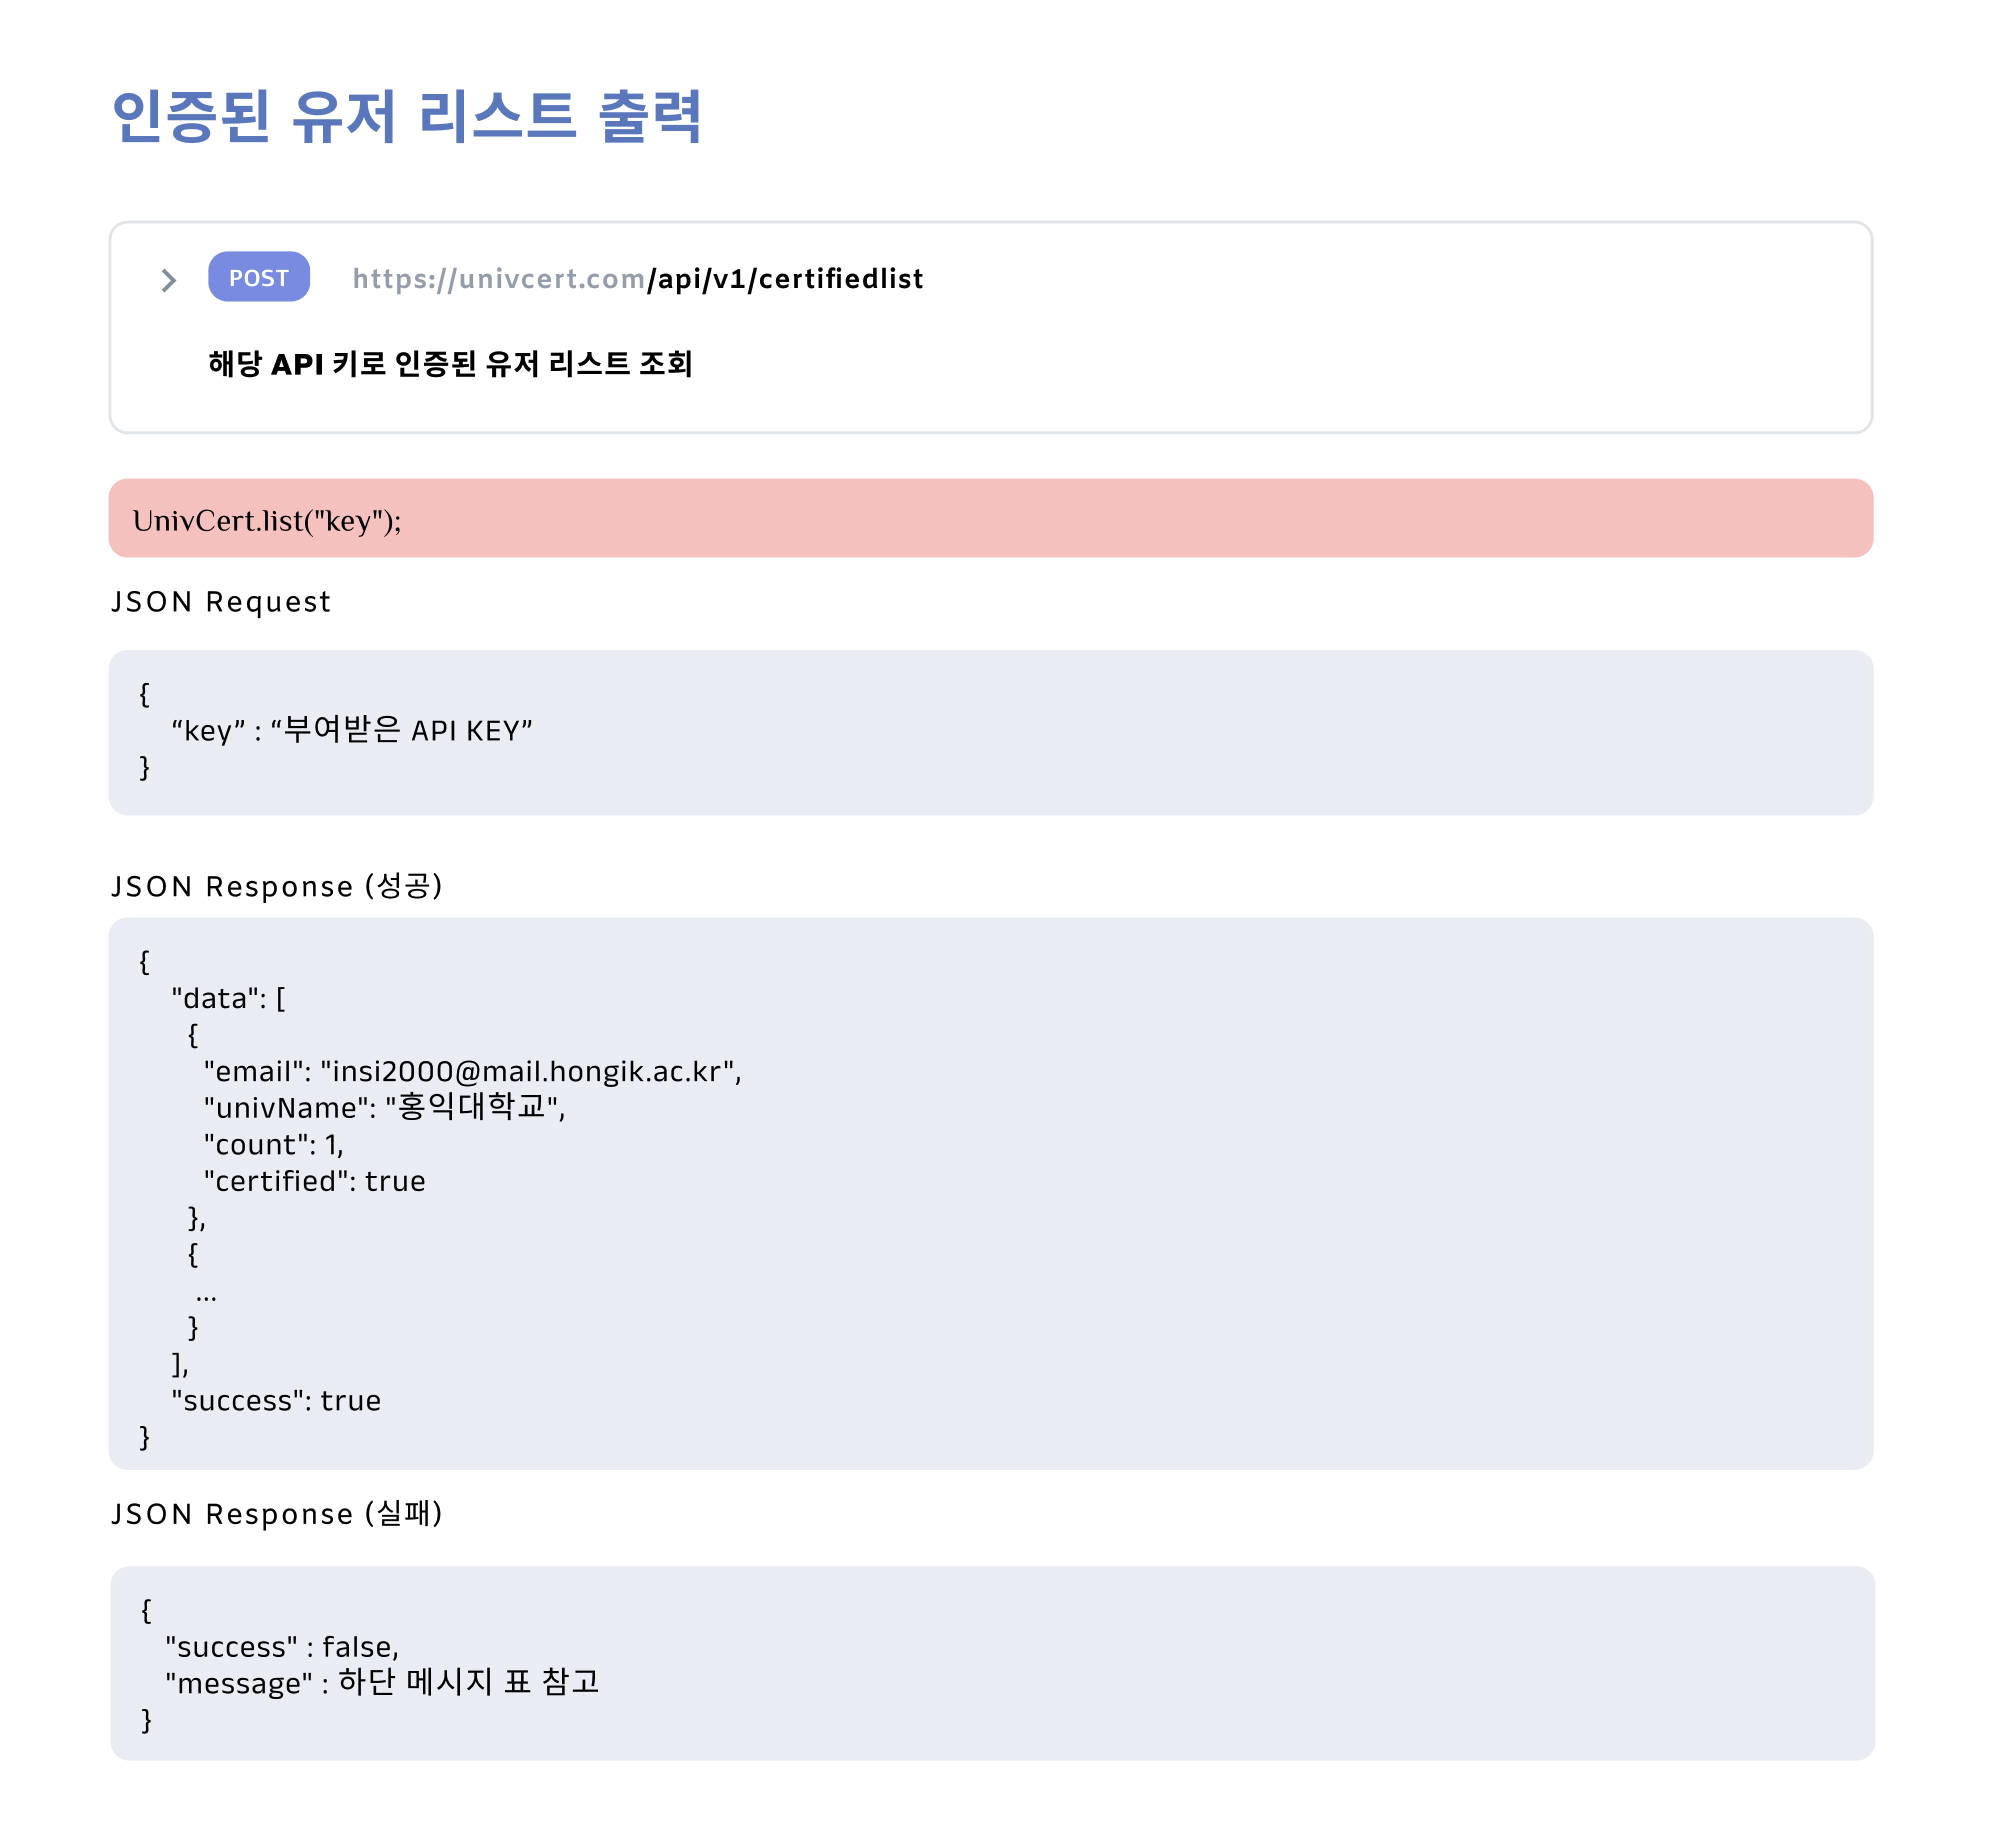 인증된 유저 리스트 출력
POST https://univcert.com/api/v1/certifiedlist
해당 API 키로 인증된 유저 리스트 조회
UnivCert.list("key");
JSON Request
{
“key” : “부여받은 API KEY”
}
JSON Response (성공)
{
"data": [
{
"email": "insi2000@mail.hongik.ac.kr",
"univName": "홍익대학교",
"count": 1,
"certified": true
},
{
...
}
],
"success": true
}
JSON Response (실패)
{
"success" : false,
"message" : 하단 메시지 표 참고
}